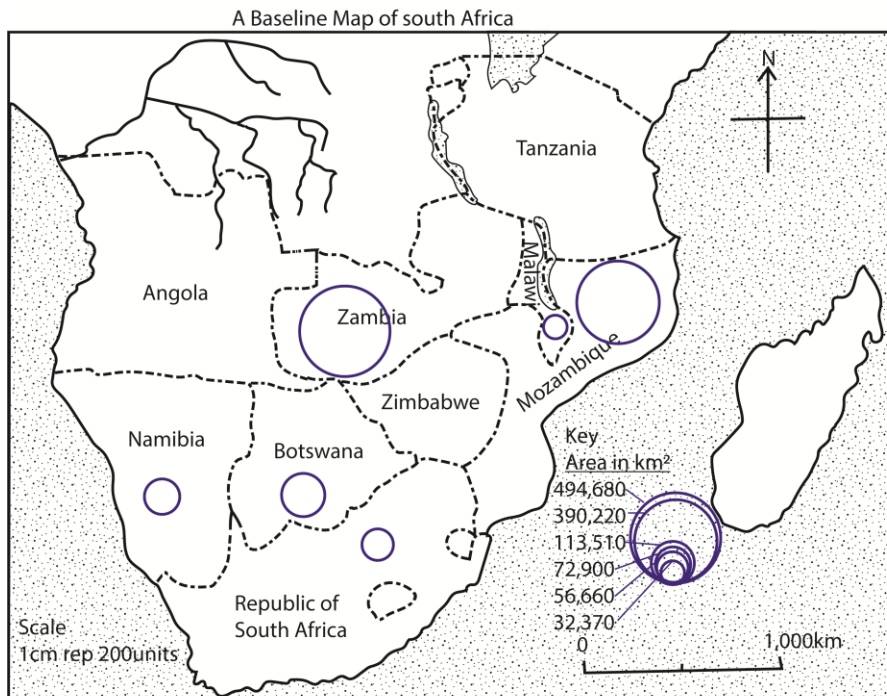 A Baseline Map of south Africa
N
Tanzania
Malawi
Angola
Zambia
Mozambique
Zimbabwe
Namibia
Botswana
Key
Area in km²
494,680
390,220
113,510
72,900
56,660
32,370
Republic of
South Africa
Scale
1cm rep 200units
0
1,000km